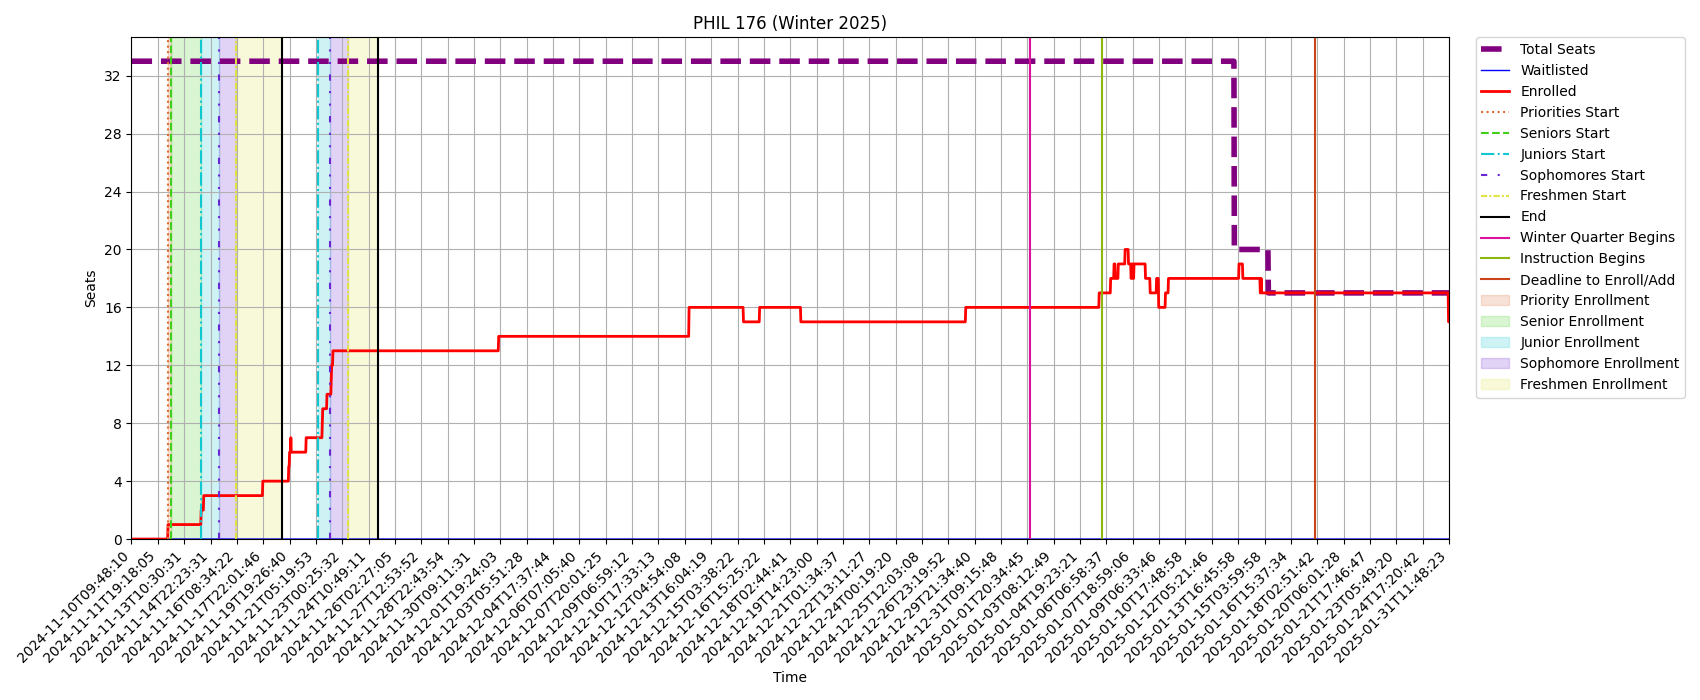 PHIL 176 (Winter 2025)
Seats
32
28
24
20
16
12
8
4
0
2024-11-10T09:48:10
2024-11-11T19:18:05
2024-11-13T10:30:31
2024-11-14T22:23:31
2024-11-16T08:34:22
2024-11-17T22:01:46
2024-11-19T19:26:40
2024-11-21T05:19:53
2024-11-23T00:25:32
2024-11-24T10:49:11
2024-11-26T02:27:05
2024-11-27T12:53:52
2024-11-28T22:43:54
2024-11-30T09:11:31
2024-12-01T19:24:03
2024-12-03T05:51:28
2024-12-04T17:37:44
2024-12-06T07:05:40
2024-12-07T20:01:25
2024-12-09T06:59:12
2024-12-10T17:33:13
2024-12-12T04:54:08
2024-12-13T16:04:19
2024-12-15T03:38:22
2024-12-16T15:25:22
2024-12-18T02:44:41
2024-12-19T14:23:00
2024-12-21T01:34:37
2024-12-22T13:11:27
2024-12-24T00:19:20
2024-12-25T12:03:08
2024-12-26T23:19:52
2024-12-29T21:34:40
2024-12-31T09:15:48
2025-01-01T20:34:45
2025-01-03T08:12:49
2025-01-04T19:23:21
2025-01-06T06:58:37
2025-01-07T18:59:06
2025-01-09T06:33:46
2025-01-10T17:48:58
2025-01-12T05:21:46
2025-01-13T16:45:58
2025-01-15T03:59:58
2025-01-16T15:37:34
2025-01-18T02:51:42
2025-01-20T06:01:28
2025-01-21T17:46:47
2025-01-23T05:49:20
2025-01-24T17:20:42
2025-01-31T11:48:23
Time
Total Seats
Waitlisted
Enrolled
Priorities Start
Seniors Start
Juniors Start
Sophomores Start
Freshmen Start
End
Winter Quarter Begins
Instruction Begins
Deadline to Enroll/Add
Priority Enrollment
Senior Enrollment
Junior Enrollment
Sophomore Enrollment
Freshmen Enrollment